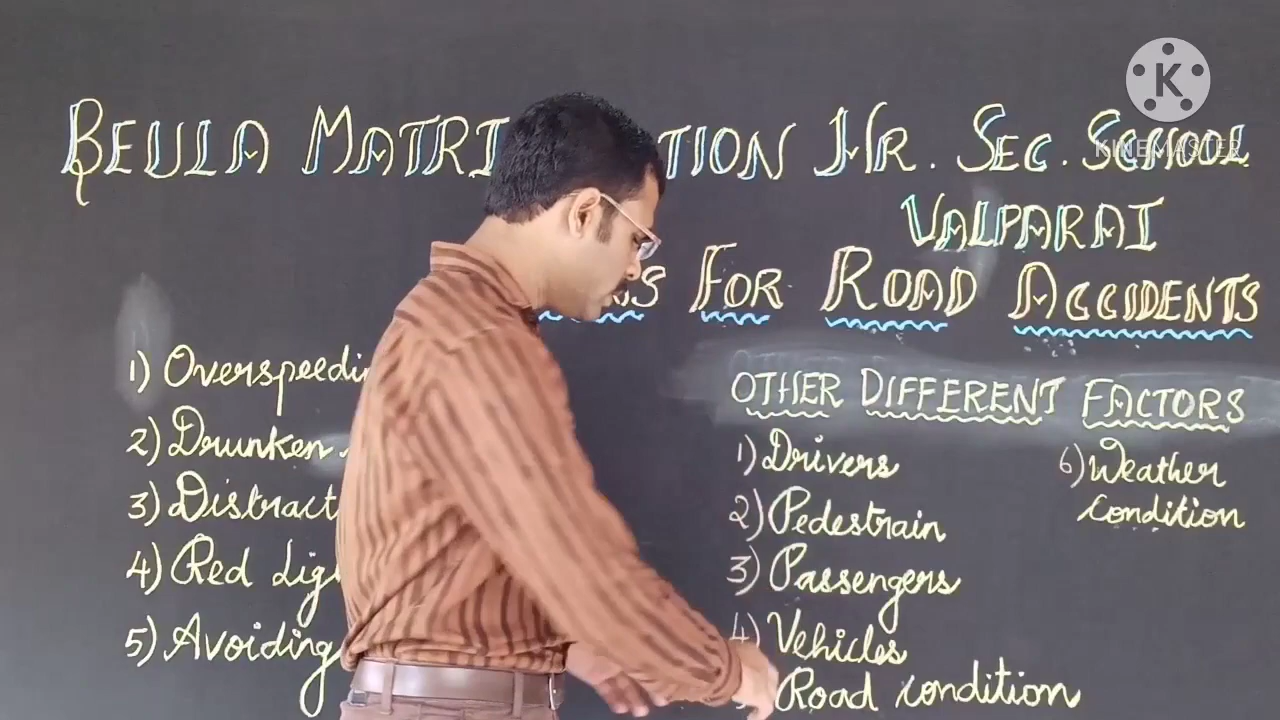 BEULA MATRI TION HR. SEC. SCHOOL
VALPARAI
FOR ROAD ACCIDENTS
1) Overspeedin
2) Drunken
3) Distract
4) Red Lig
5) Avoiding
OTHER DIFFERENT FACTORS
1) Drivers
2) Pedestrain
3) Passengers
4) Vehicles
Road condition
6) Weather
condition
K
KINEMASTER